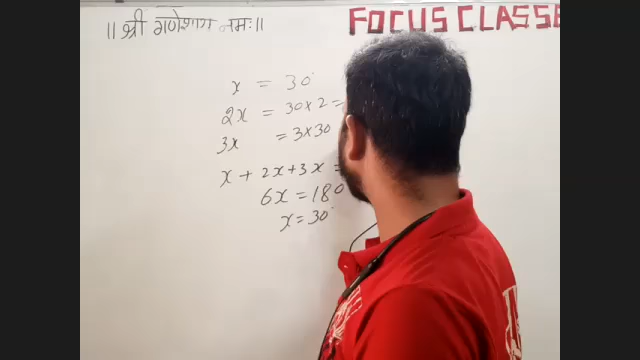 ॥ श्री गणेशाय नमः॥
FOCUS CLASSE
x = 30°
2x = 30×2 =
3x = 3×30
x + 2x + 3x =
6x = 180
x = 30°